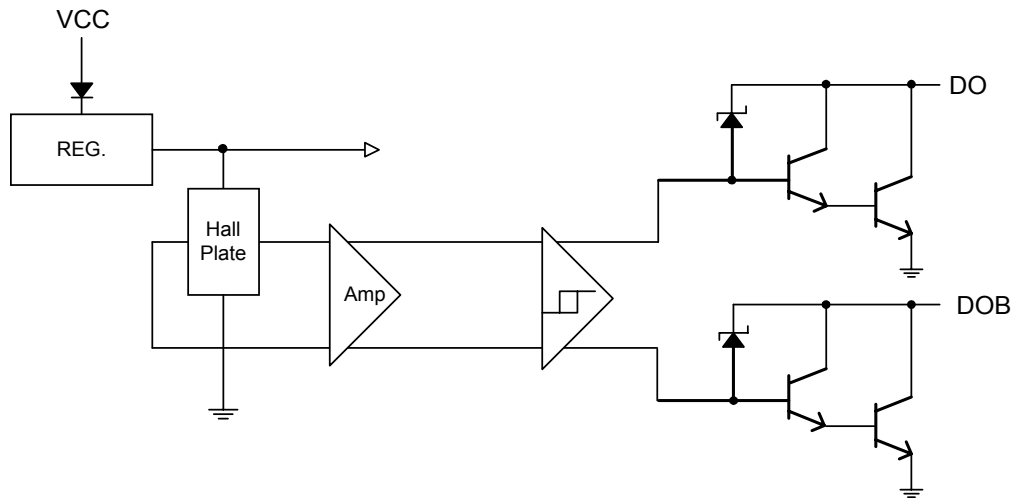 VCC
REG.
Hall
Plate
Amp
DO
DOB